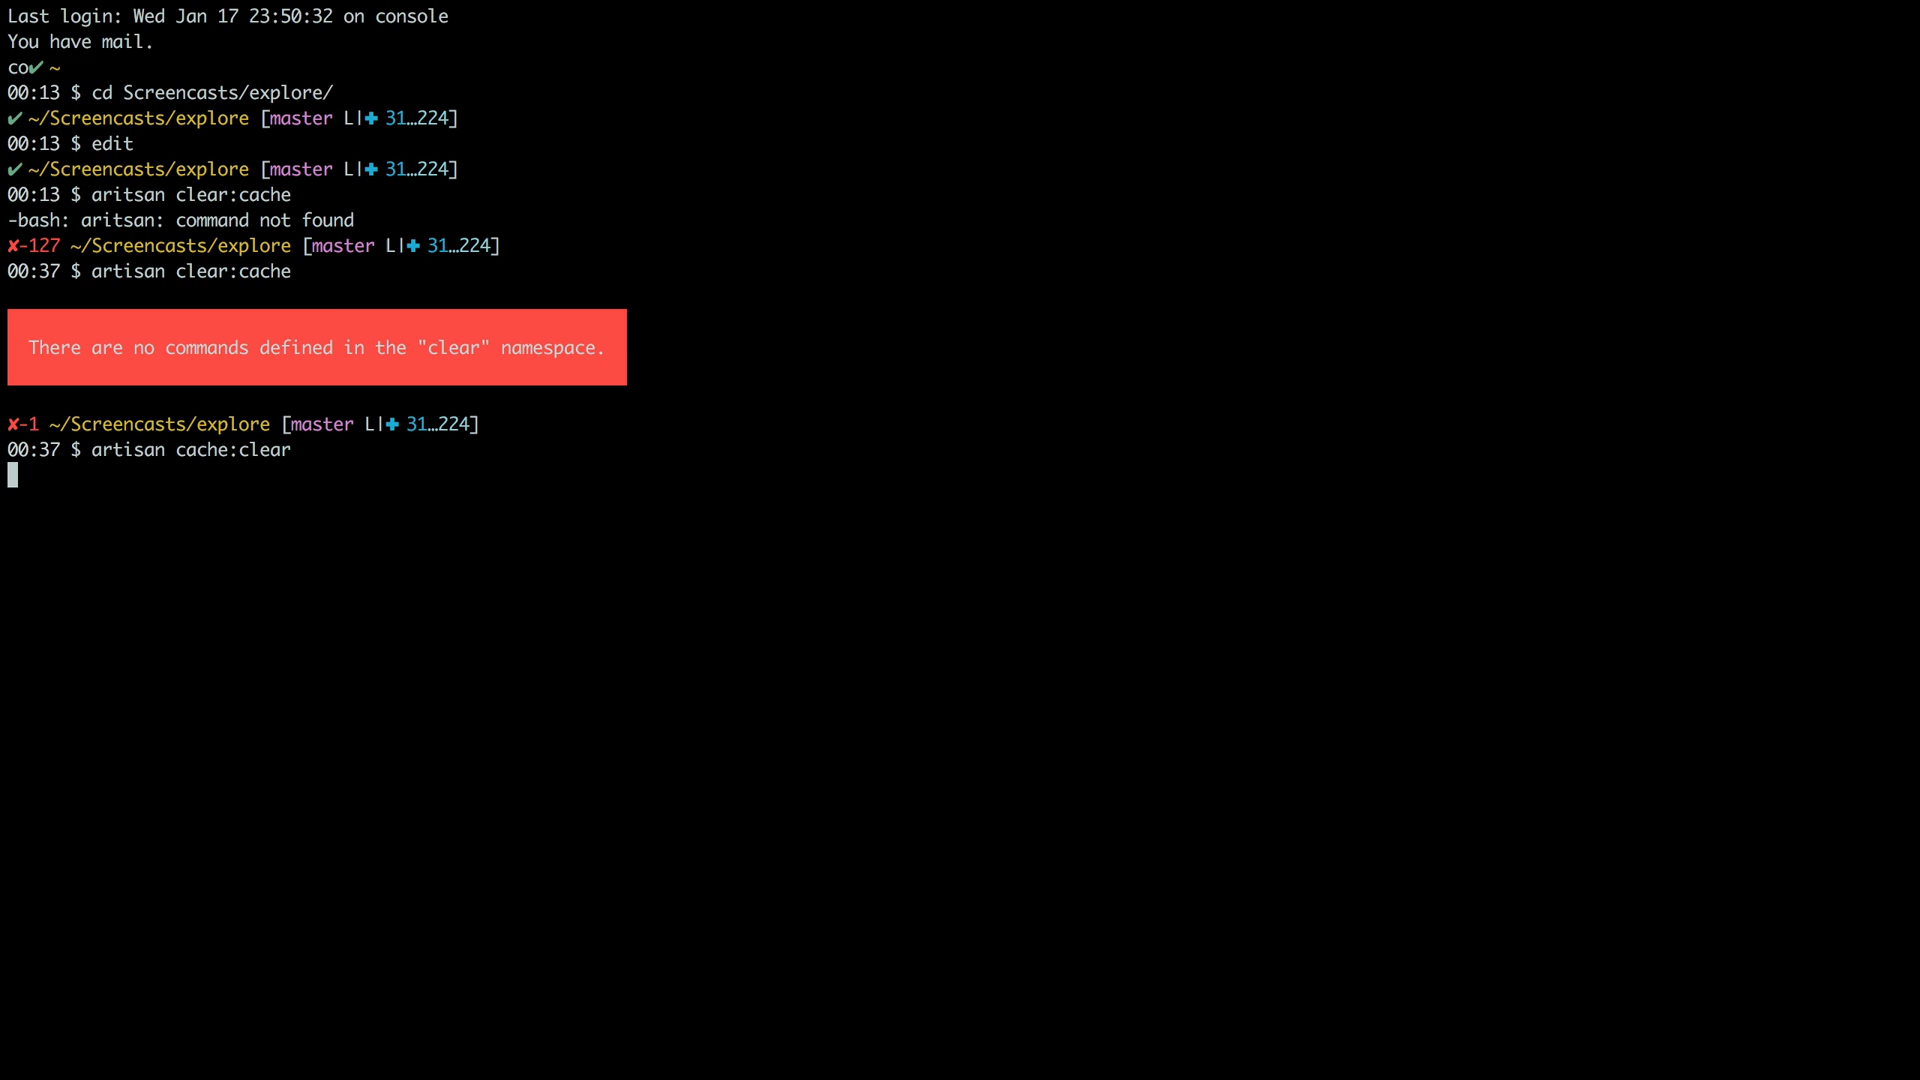 Last login: Wed Jan 17 23:50:32 on console
You have mail.
co✔ ~
00:13 $ cd Screencasts/explore/
✔ ~/Screencasts/explore [master L|✚ 31…224]
00:13 $ edit
✔ ~/Screencasts/explore [master L|✚ 31…224]
00:13 $ aritsan clear:cache
-bash: aritsan: command not found
✘-127 ~/Screencasts/explore [master L|✚ 31…224]
00:37 $ artisan clear:cache
There are no commands defined in the "clear" namespace.
✘-1 ~/Screencasts/explore [master L|✚ 31…224]
00:37 $ artisan cache:clear